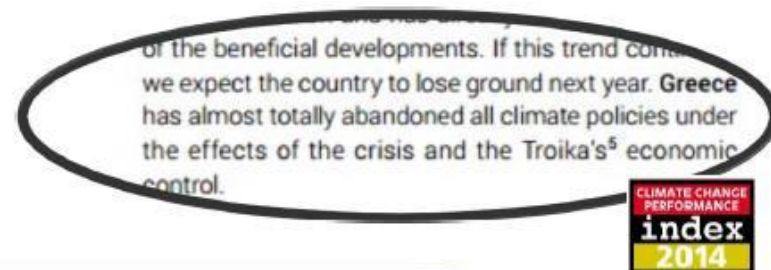 of the beneficial developments. If this trend
we expect the country to lose ground next year. Greece
has almost totally abandoned all climate policies under
the effects of the crisis and the Troika's⁵ economic
control.
CLIMATE CHANGE
PERFORMANCE
index
2014